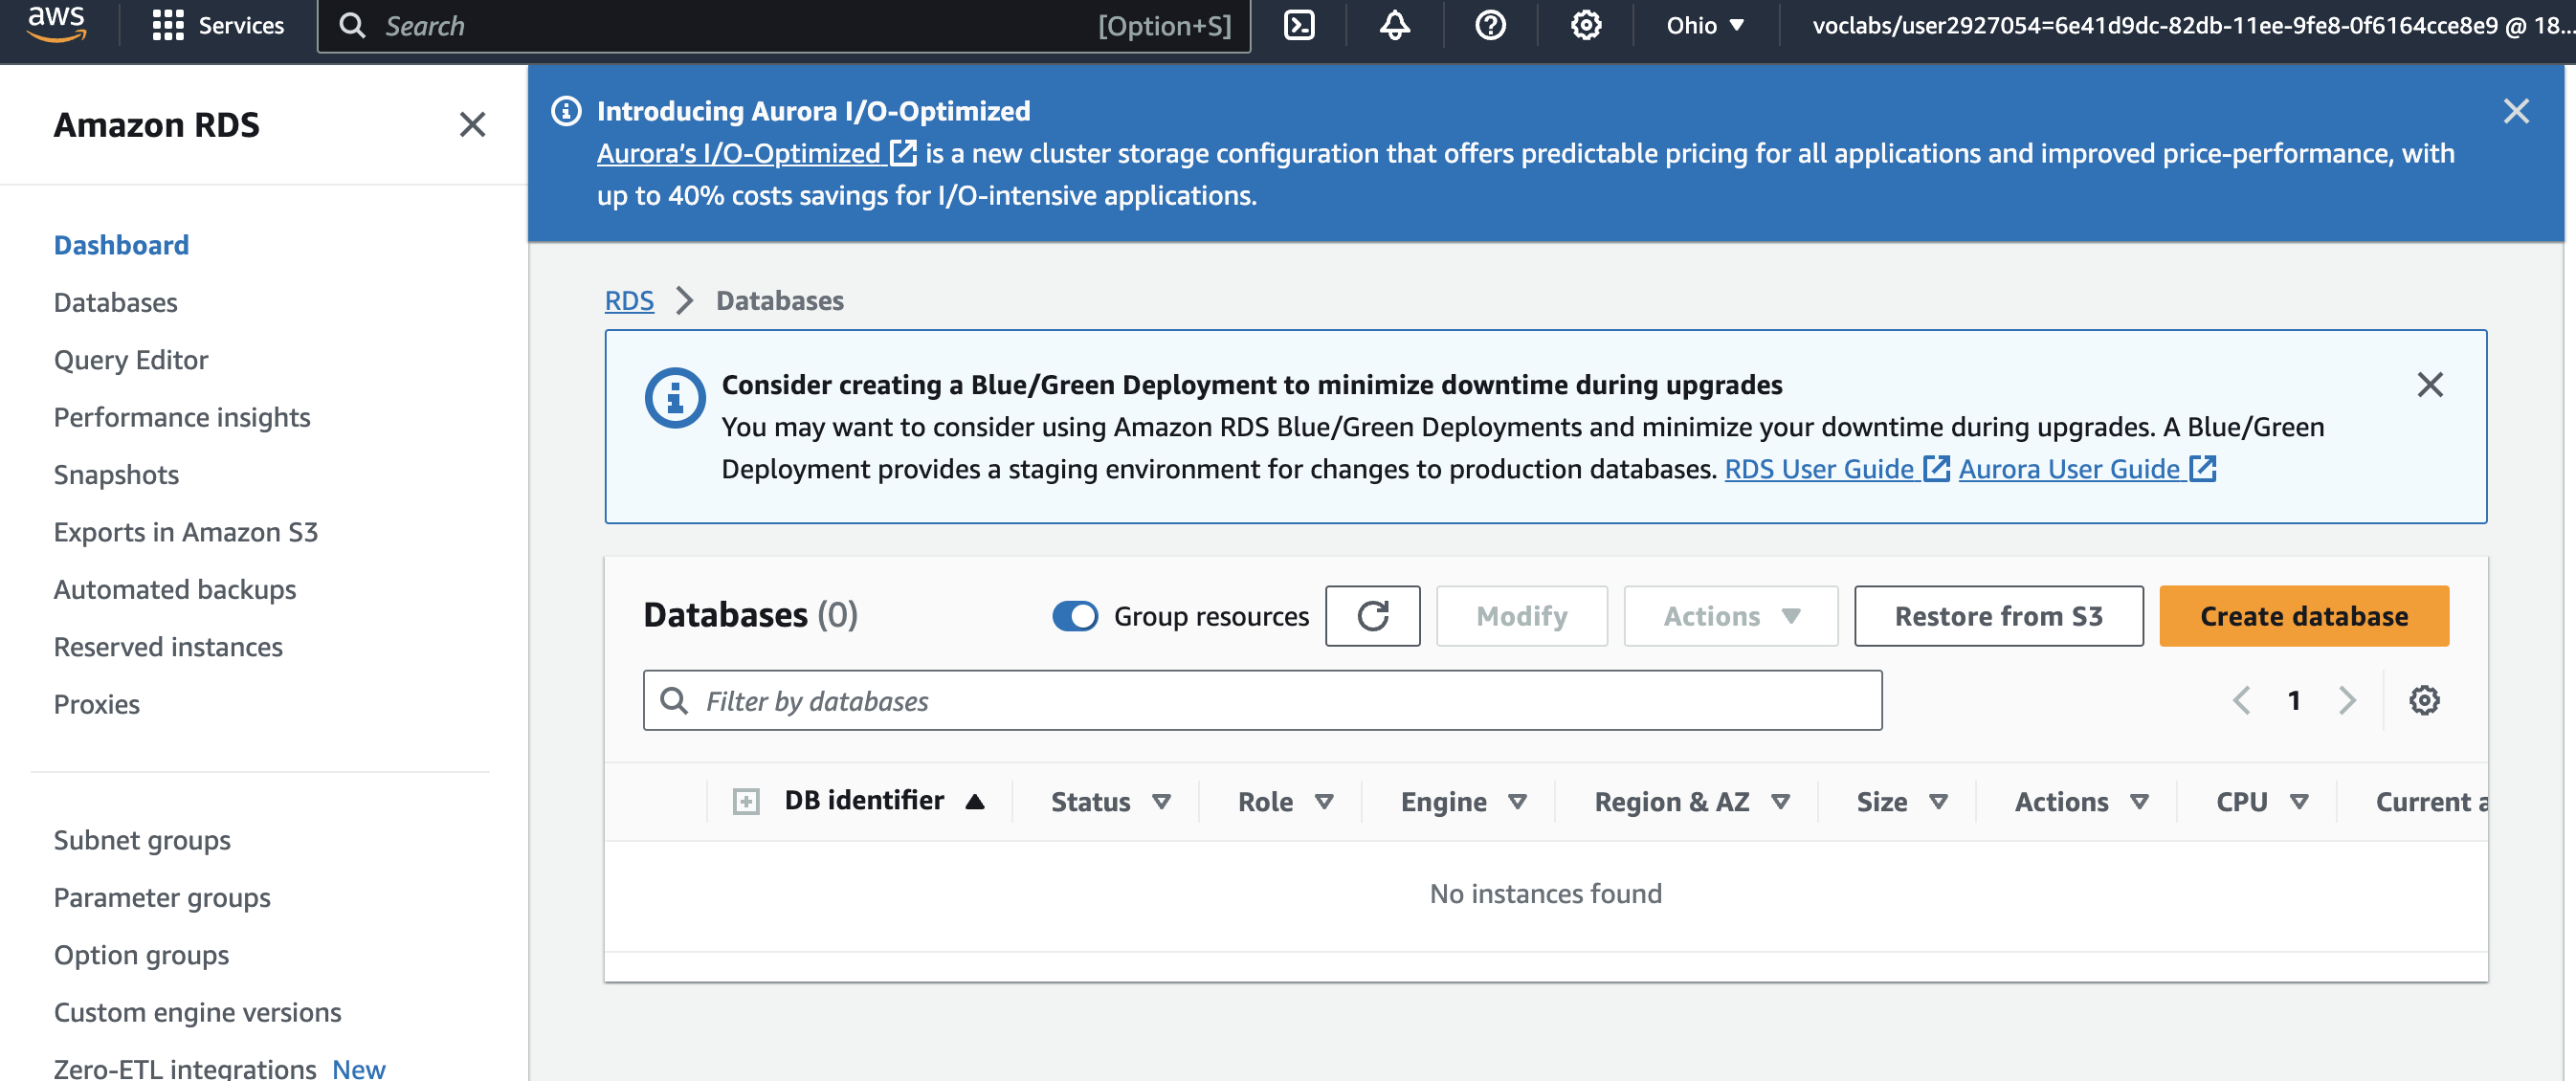 aws
Services
Search
[Option+S]
Ohio
voclabs/user2927054=6e41d9dc-82db-11ee-9fe8-0f6164cce8e9 @ 18...
Amazon RDS
Dashboard
Databases
Query Editor
Performance insights
Snapshots
Exports in Amazon S3
Automated backups
Reserved instances
Proxies
Subnet groups
Parameter groups
Option groups
Custom engine versions
Zero-ETL integrations New
Introducing Aurora I/O-Optimized
Aurora’s I/O-Optimized is a new cluster storage configuration that offers predictable pricing for all applications and improved price-performance, with
up to 40% costs savings for I/O-intensive applications.
RDS > Databases
Consider creating a Blue/Green Deployment to minimize downtime during upgrades
You may want to consider using Amazon RDS Blue/Green Deployments and minimize your downtime during upgrades. A Blue/Green
Deployment provides a staging environment for changes to production databases. RDS User Guide Aurora User Guide
Databases (0)
Group resources
Modify
Actions
Restore from S3
Create database
Filter by databases
1
DB identifier
Status
Role
Engine
Region & AZ
Size
Actions
CPU
Current a
No instances found